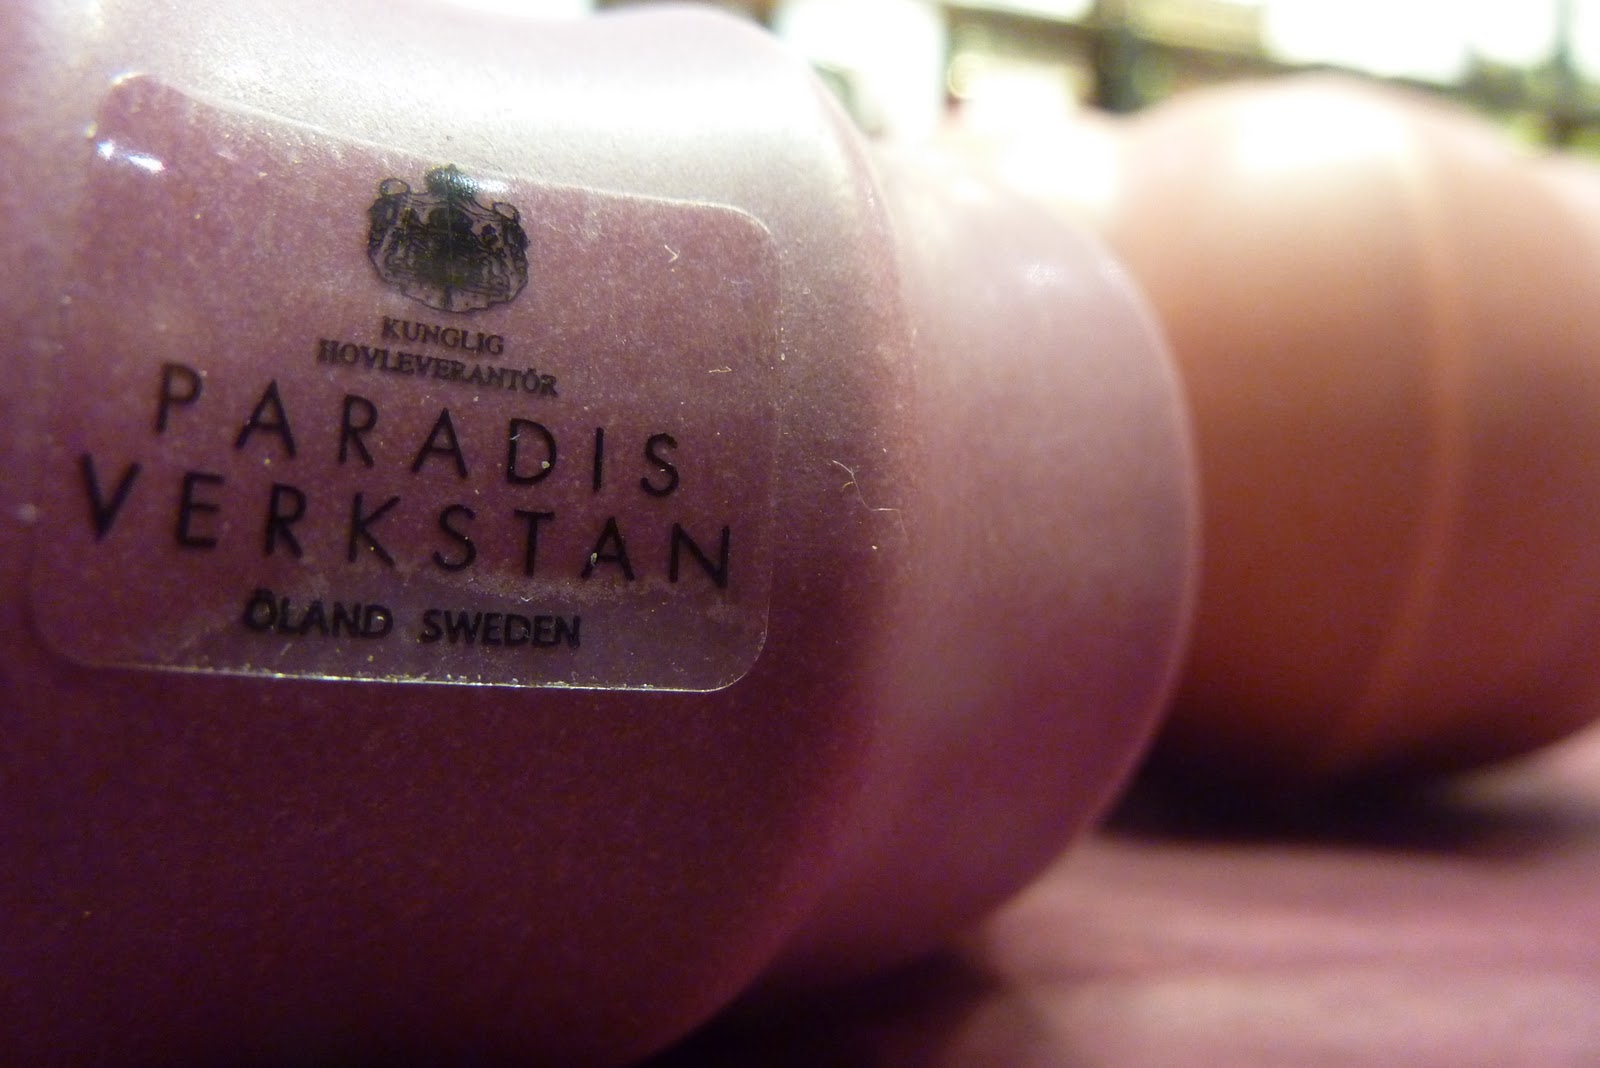 KUNGLIG
HOVLEVERANTÖR
PARADIS
VERKSTAN
ÖLAND SWEDEN